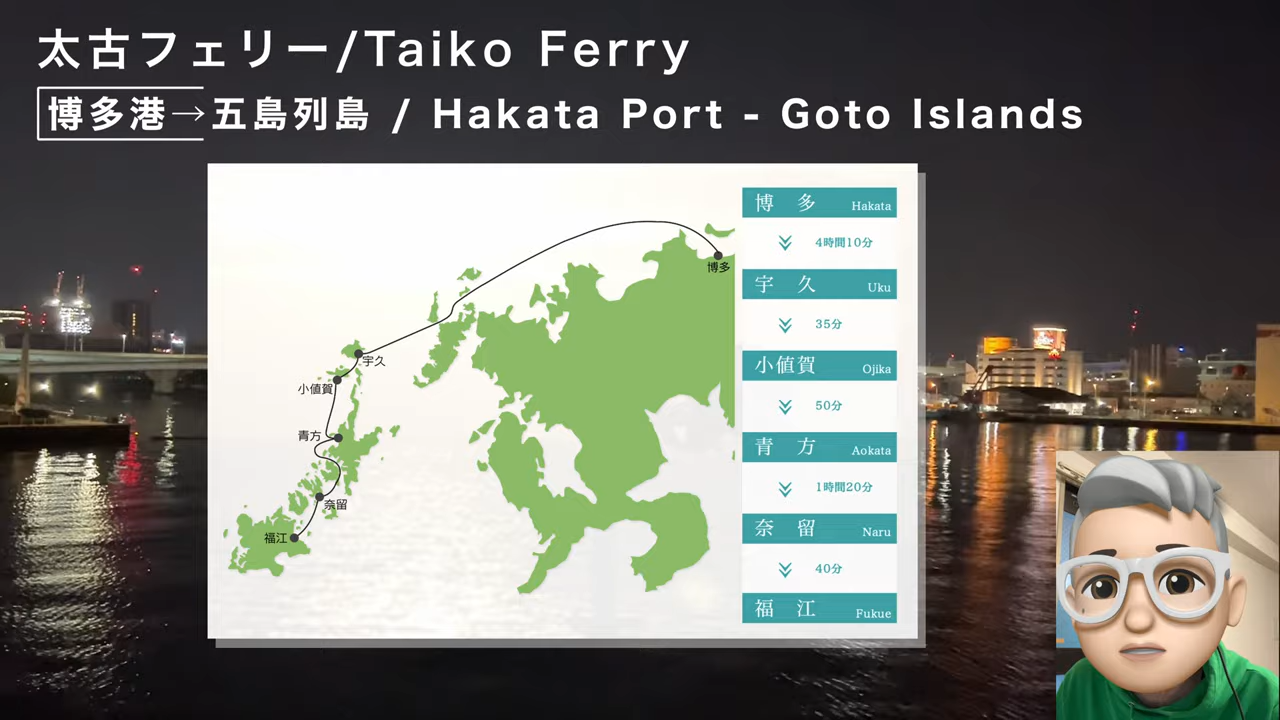 太古フェリー/Taiko Ferry
博多港→五島列島 / Hakata Port - Goto Islands
博多
宇久
小値賀
青方
奈留
福江
博多 Hakata
4時間10分
宇久 Uku
35分
小値賀 Ojika
50分
青方 Aokata
1時間20分
奈留 Naru
40分
福江 Fukue